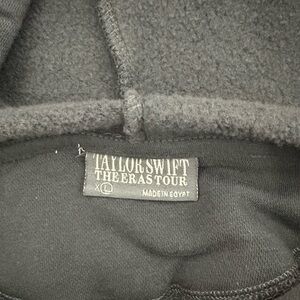 TAYLOR SWIFT
THE ERAS TOUR
XL MADE IN EGYPT